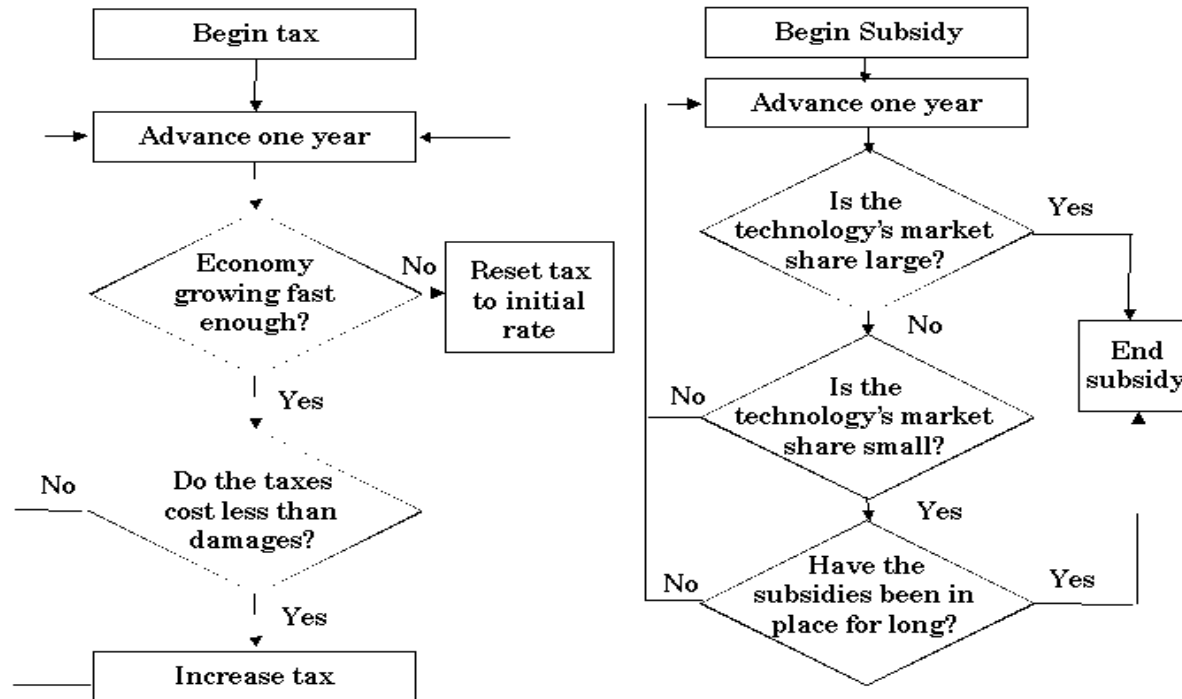 Begin tax
Advance one year
Economy
growing fast
enough?
No
Reset tax
to initial
rate
Yes
Do the taxes
cost less than
damages?
No
Yes
Increase tax
Begin Subsidy
Advance one year
Is the
technology's market
share large?
Yes
No
End
subsidy
Is the
technology's market
share small?
No
Yes
Have the
subsidies been in
place for long?
No
Yes